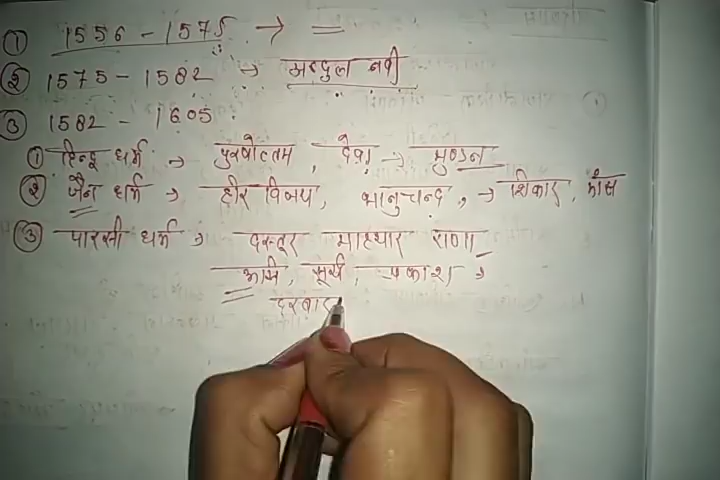 ① 1556 - 1575 → =
② 1575 - 1582 → अब्दुल नबी
③ 1582 - 1605
① हिन्दू धर्म → पुरषोत्तम, देवा → मुण्डन
② जैन धर्म → हीर विजय, भानुचन्द्र, → शिकार, माँस
③ पारसी धर्म → दस्तूर माहयार राणा
अग्नि, सूर्य, प्रकाश →
दरबार